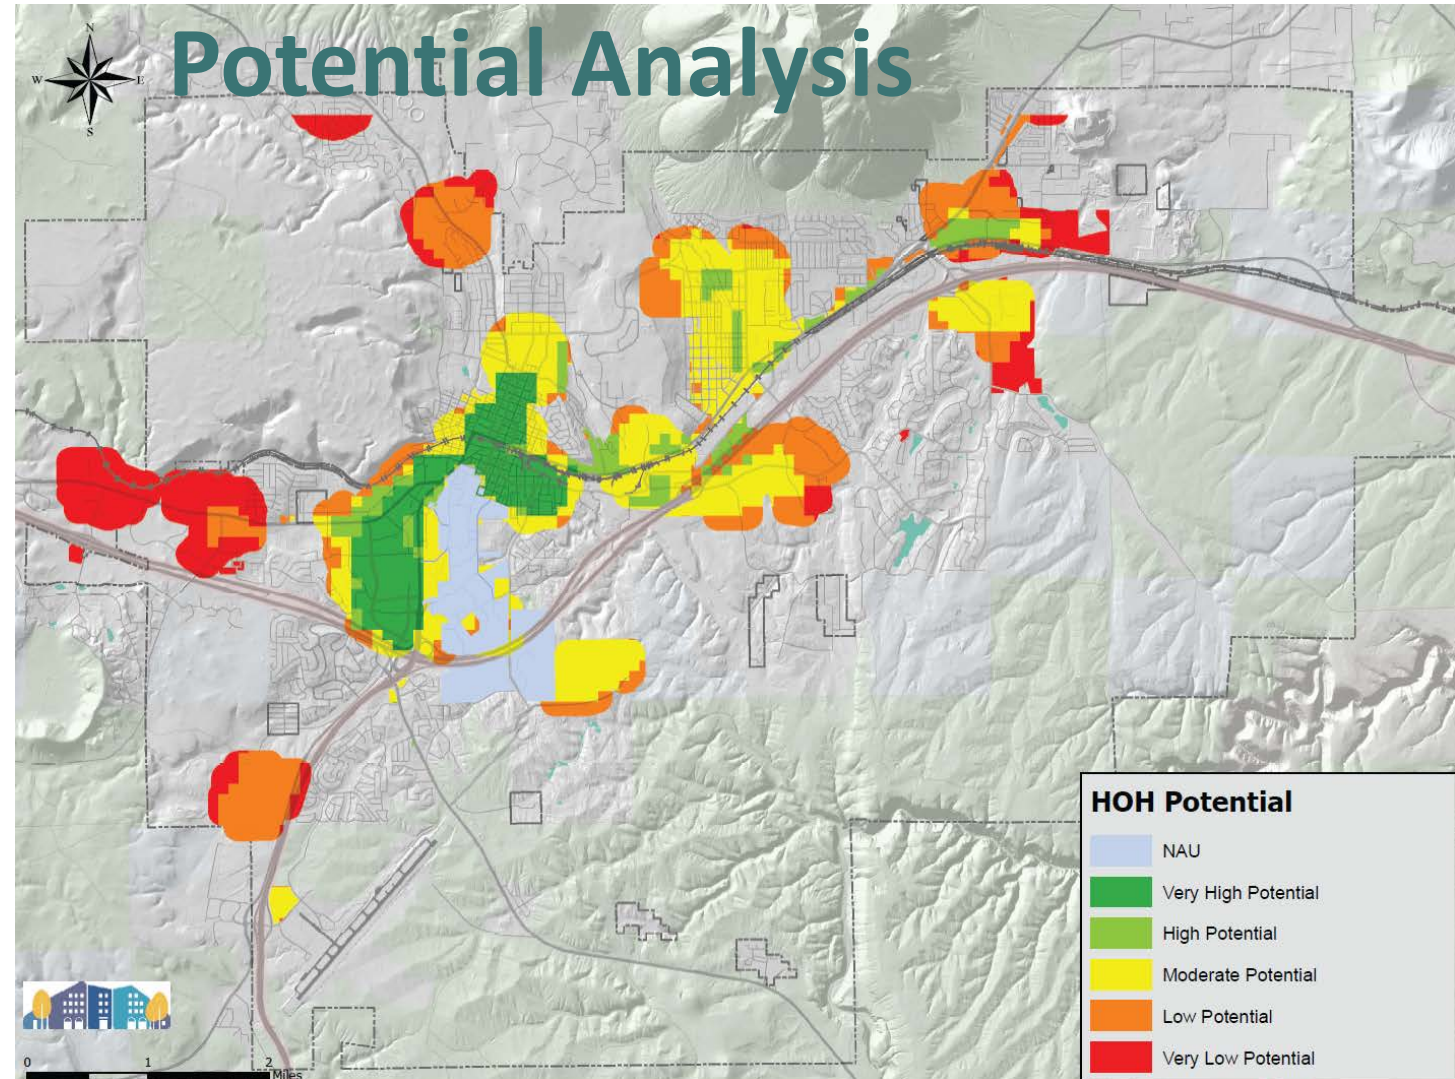 Potential Analysis
N
W
E
S
HOH Potential
NAU
Very High Potential
High Potential
Moderate Potential
Low Potential
Very Low Potential
0 1 2
Miles